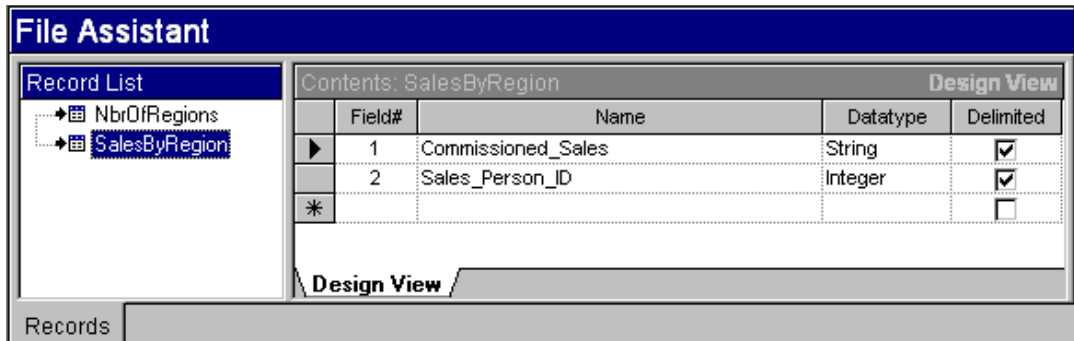 File Assistant
Record List
NbrOfRegions
SalesByRegion
Contents: SalesByRegion Design View
Field# Name Datatype Delimited
1 Commissioned_Sales String
2 Sales_Person_ID Integer
Design View
Records